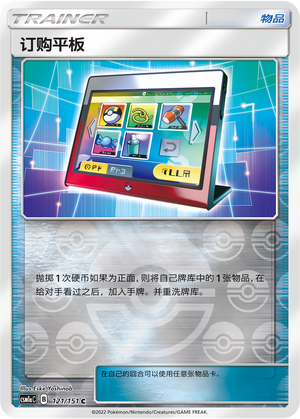 TRAINER
物品
订购平板
抛掷1次硬币如果为正面，则将自己牌库中的1张物品，在
给对手看过之后，加入手牌。并重洗牌库。
Illus. Eske Yoshinob
在自己的回合可以使用任意张物品卡。
csm1aC B 121/151 C
©2022 Pokémon/Nintendo/Creatures/GAME FREAK.